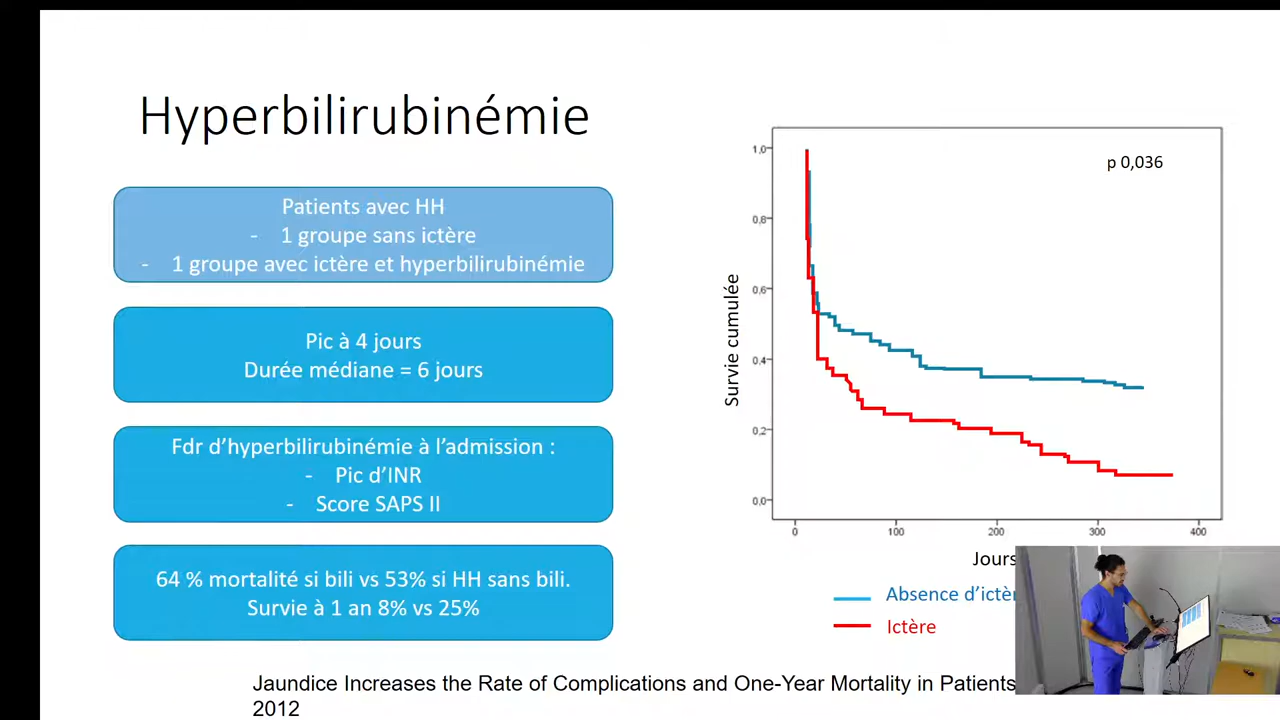 Hyperbilirubinémie
Patients avec HH
- 1 groupe sans ictère
- 1 groupe avec ictère et hyperbilirubinémie
Pic à 4 jours
Durée médiane = 6 jours
Fdr d'hyperbilirubinémie à l'admission :
- Pic d'INR
- Score SAPS II
64 % mortalité si bili vs 53% si HH sans bili.
Survie à 1 an 8% vs 25%
p 0,036
Survie cumulée
1,0
0,8
0,6
0,4
0,2
0,0
0
100
200
300
400
Jours
Absence d'ictèr
Ictère
Jaundice Increases the Rate of Complications and One-Year Mortality in Patients
2012